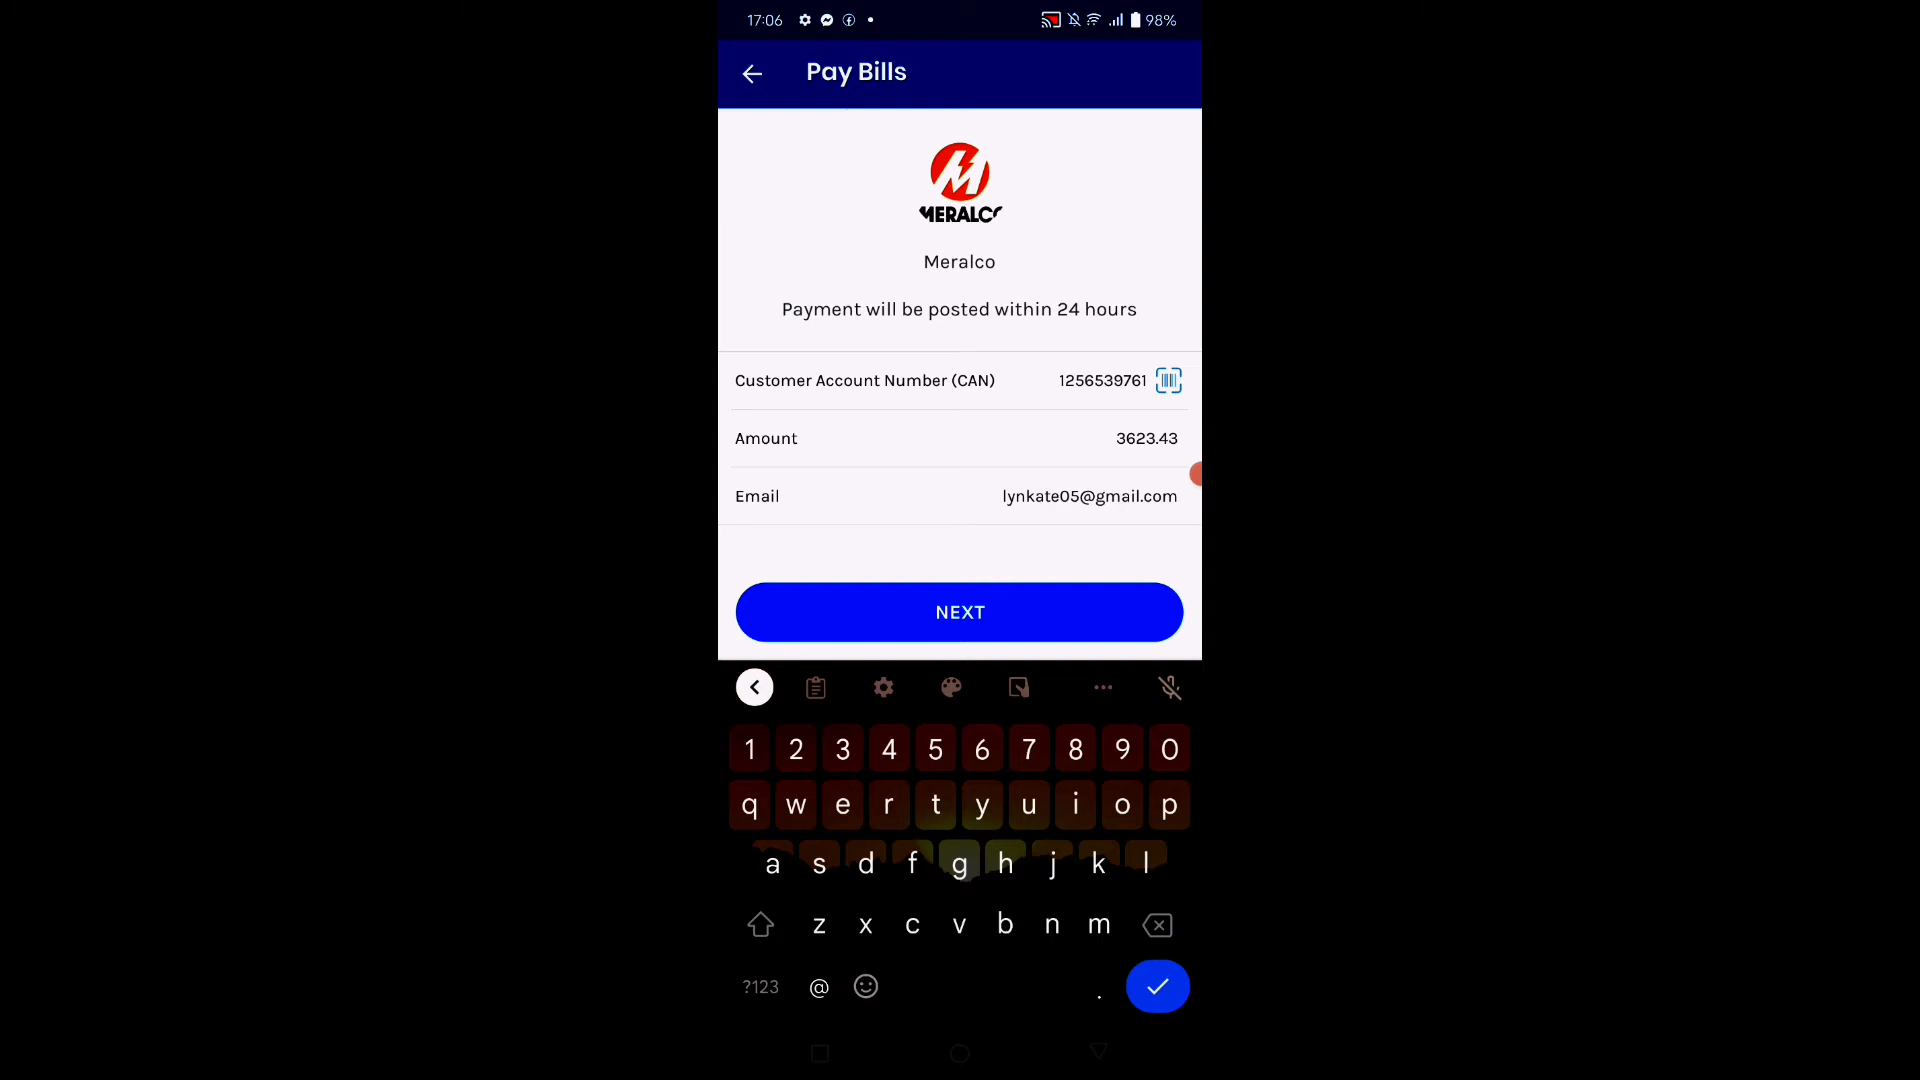 17:06 98%
Pay Bills
MERALCO
Meralco
Payment will be posted within 24 hours
Customer Account Number (CAN) 1256539761
Amount 3623.43
Email lynkate05@gmail.com
NEXT
1 2 3 4 5 6 7 8 9 0
q w e r t y u i o p
a s d f g h j k l
z x c v b n m
?123 @ .